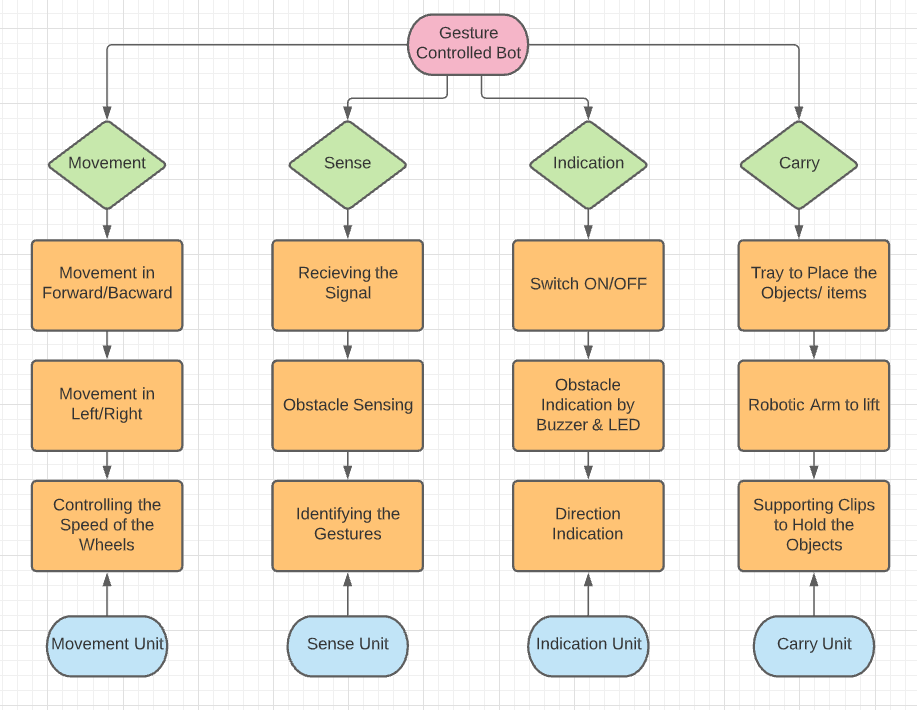 Gesture
Controlled Bot
Movement
Sense
Indication
Carry
Movement in
Forward/Bacward
Recieving the
Signal
Switch ON/OFF
Tray to Place the
Objects/ items
Movement in
Left/Right
Obstacle Sensing
Obstacle
Indication by
Buzzer & LED
Robotic Arm to lift
Controlling the
Speed of the
Wheels
Identifying the
Gestures
Direction
Indication
Supporting Clips
to Hold the
Objects
Movement Unit
Sense Unit
Indication Unit
Carry Unit